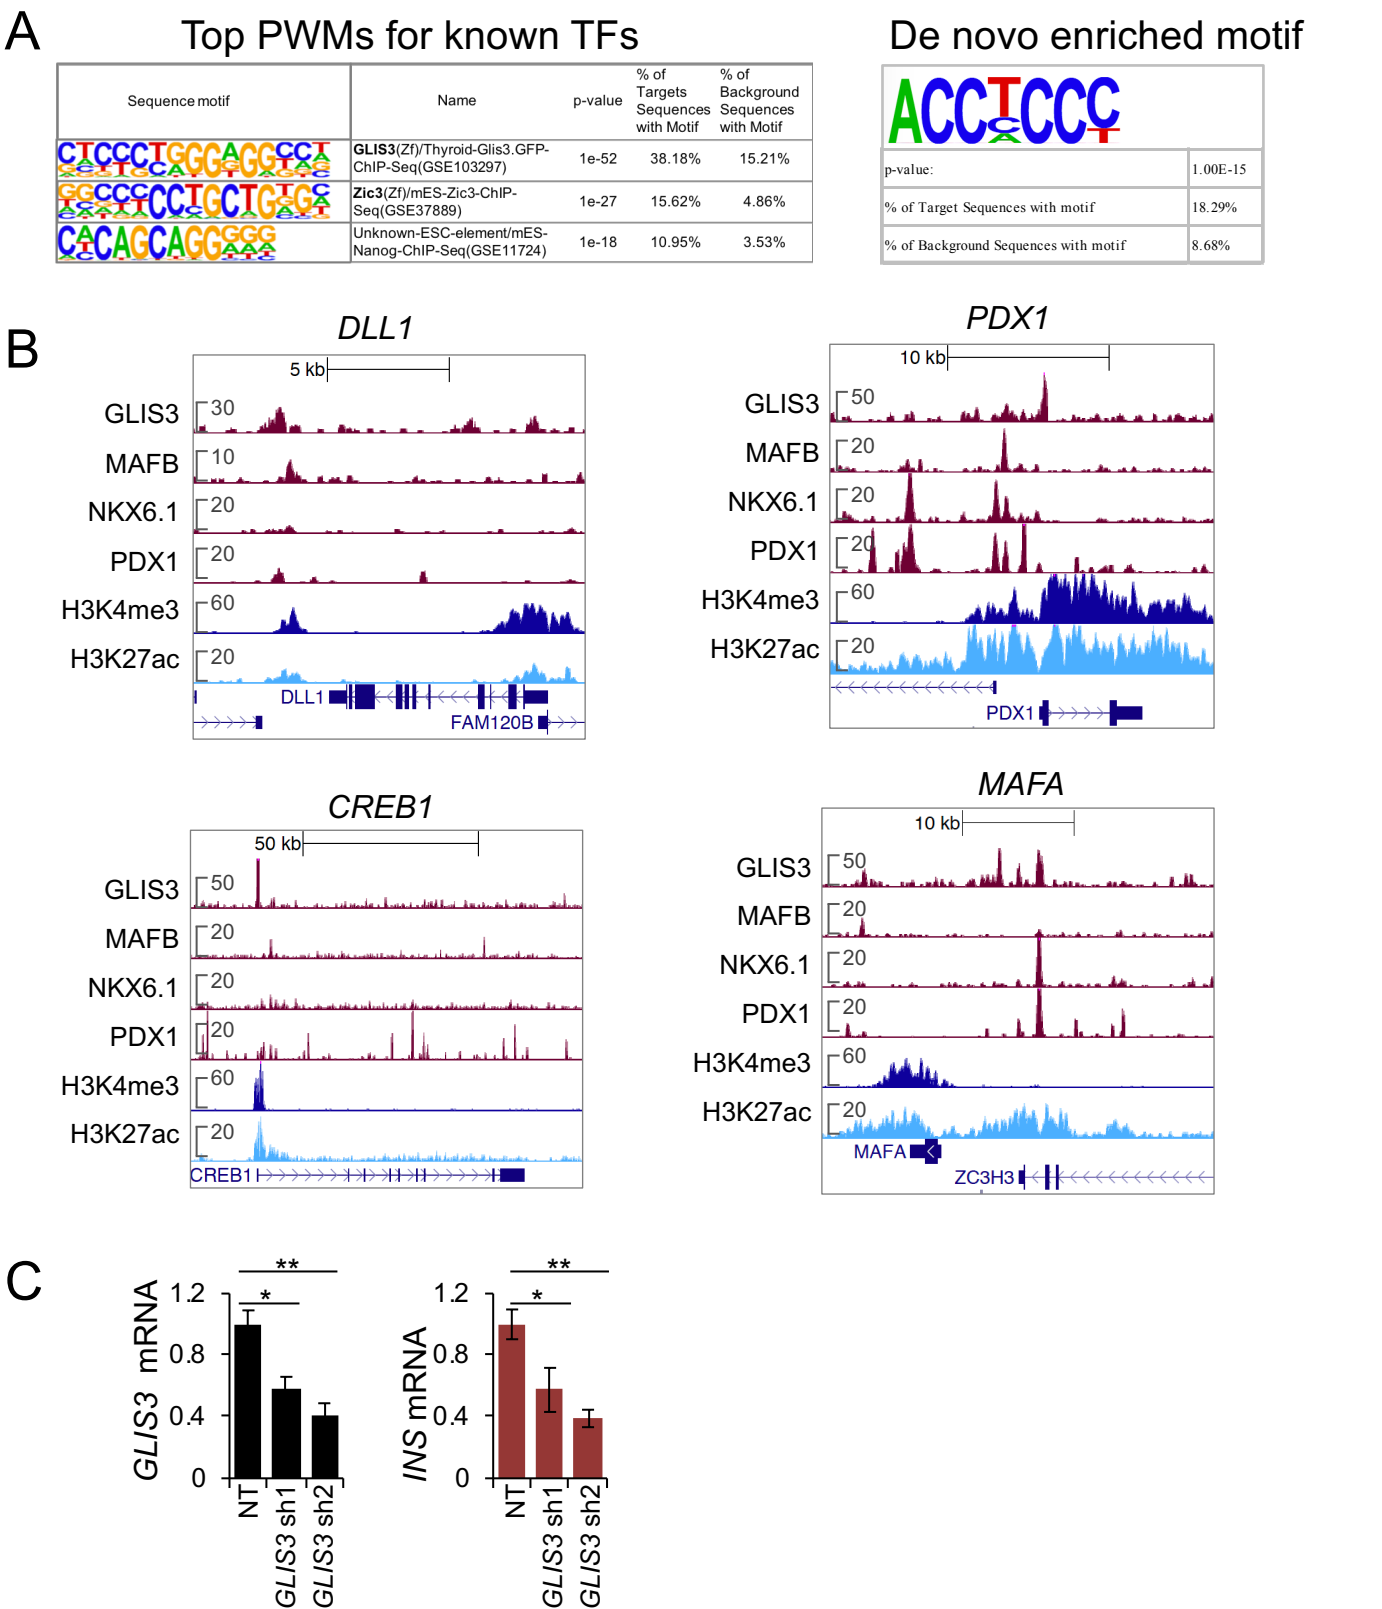 A
Top PWMs for known TFs
De novo enriched motif
Sequence motif
Name
p-value
% of
Targets
Sequences
with Motif
% of
Background
Sequences
with Motif
CTCCCTGGGAGGCCT
GLIS3(Zf)/Thyroid-Glis3.GFP-
ChIP-Seq(GSE103297)
1e-52
38.18%
15.21%
GGCCCCCTGCTGTGC
Zic3(Zf)/mES-Zic3-ChIP-
Seq(GSE37889)
1e-27
15.62%
4.86%
CACAGCAGGGGG
Unknown-ESC-element/mES-
Nanog-ChIP-Seq(GSE11724)
1e-18
10.95%
3.53%
ACCTCCC
p-value:
1.00E-15
% of Target Sequences with motif
18.29%
% of Background Sequences with motif
8.68%
B
DLL1
5 kb
GLIS3
30
MAFB
10
NKX6.1
20
PDX1
20
H3K4me3
60
H3K27ac
20
DLL1
FAM120B
PDX1
10 kb
GLIS3
50
MAFB
20
NKX6.1
20
PDX1
20
H3K4me3
60
H3K27ac
20
PDX1
CREB1
50 kb
GLIS3
50
MAFB
20
NKX6.1
20
PDX1
20
H3K4me3
60
H3K27ac
20
CREB1
MAFA
10 kb
GLIS3
50
MAFB
20
NKX6.1
20
PDX1
20
H3K4me3
60
H3K27ac
20
MAFA
ZC3H3
C
GLIS3 mRNA
1.2
0.8
0.4
0
**
*
NT
GLIS3 sh1
GLIS3 sh2
INS mRNA
1.2
0.8
0.4
0
**
*
NT
GLIS3 sh1
GLIS3 sh2